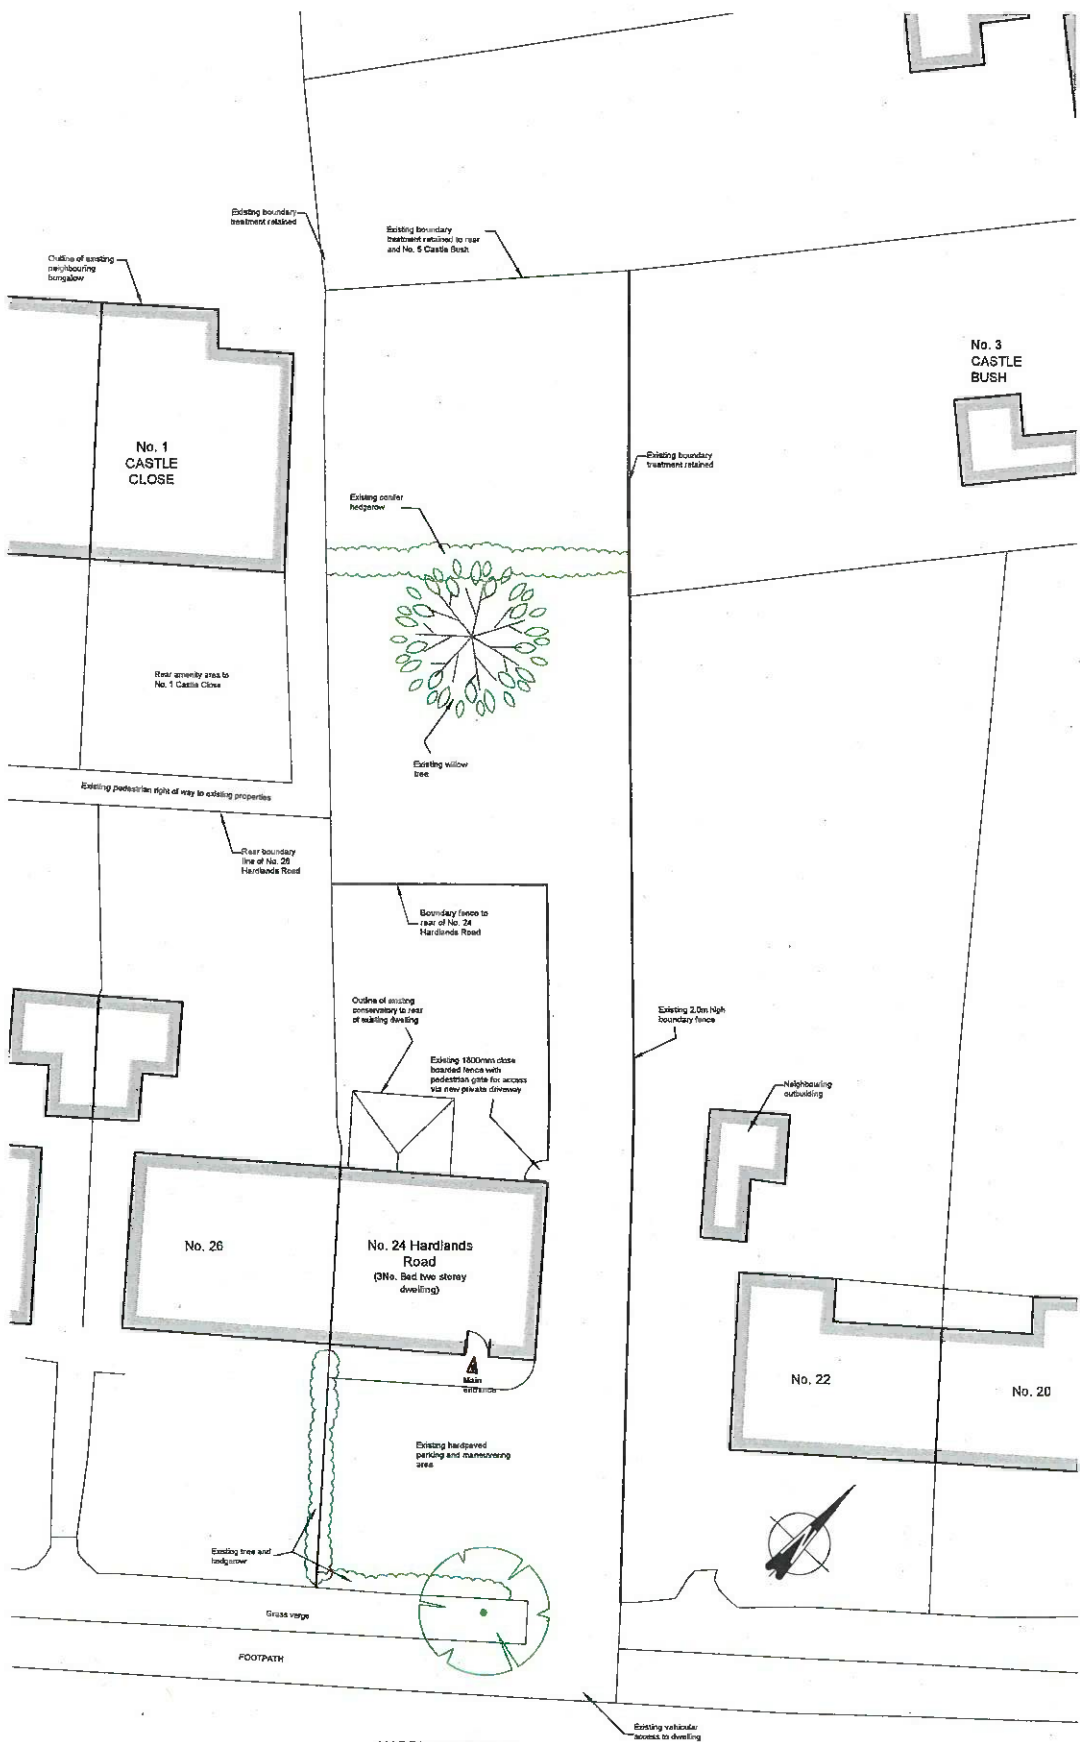 Existing boundary
treatment retained
Existing boundary
treatment retained to rear
and No. 5 Castle Bush
Outline of existing
neighbouring
bungalow
No. 3
CASTLE
BUSH
No. 1
CASTLE
CLOSE
Existing boundary
treatment retained
Existing conifer
hedgerow
Rear amenity area to
No. 1 Castle Close
Existing willow
tree
Existing pedestrian right of way to existing properties
Rear boundary
line of No. 26
Hardlands Road
Boundary fence to
rear of No. 24
Hardlands Road
Outline of existing
conservatory to rear
of existing dwelling
Existing 2.0m high
boundary fence
Existing 1800mm close
boarded fence with
pedestrian gate for access
via new private driveway
Neighbouring
outbuilding
No. 26
No. 24 Hardlands
Road
(3No. Bed two storey
dwelling)
Main
entrance
No. 22
No. 20
Existing hardpaved
parking and maneuvering
area
Existing tree and
hedgerow
Grass verge
FOOTPATH
Existing vehicular
access to dwelling